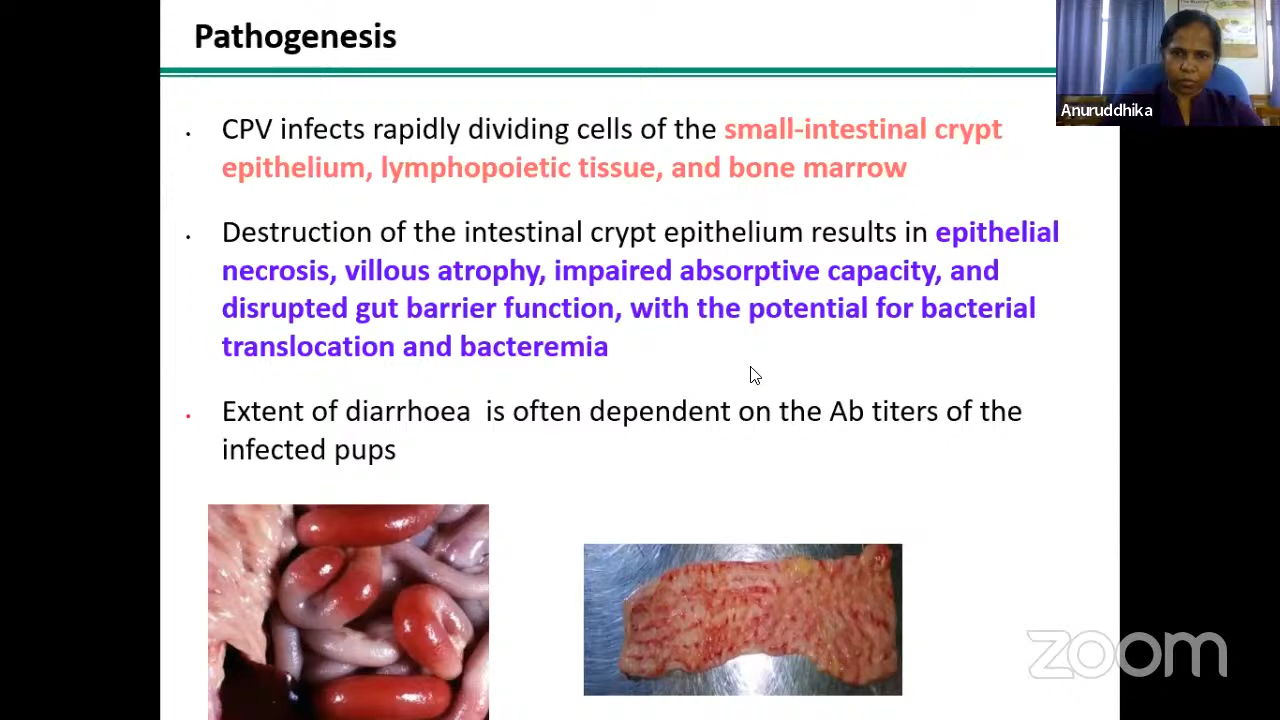 Pathogenesis
Anuruddhika
• CPV infects rapidly dividing cells of the small-intestinal crypt
epithelium, lymphopoietic tissue, and bone marrow
• Destruction of the intestinal crypt epithelium results in epithelial
necrosis, villous atrophy, impaired absorptive capacity, and
disrupted gut barrier function, with the potential for bacterial
translocation and bacteremia
• Extent of diarrhoea is often dependent on the Ab titers of the
infected pups
zoom